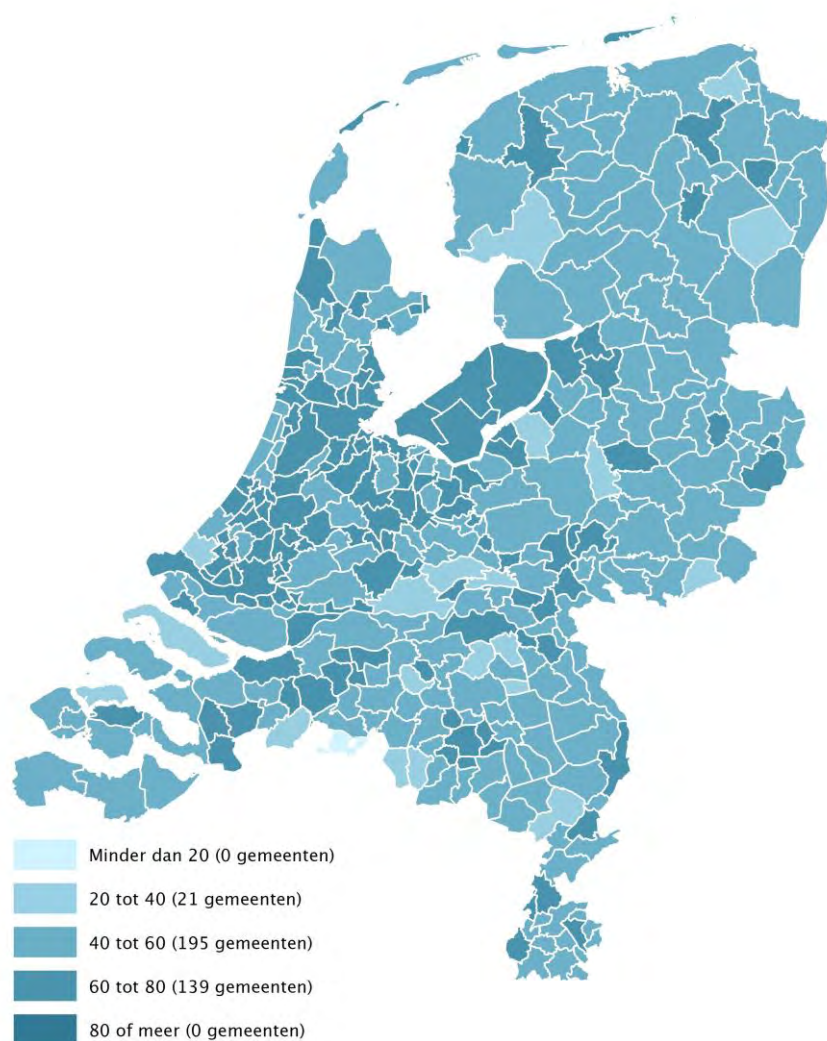 Minder dan 20 (0 gemeenten)
20 tot 40 (21 gemeenten)
40 tot 60 (195 gemeenten)
60 tot 80 (139 gemeenten)
80 of meer (0 gemeenten)